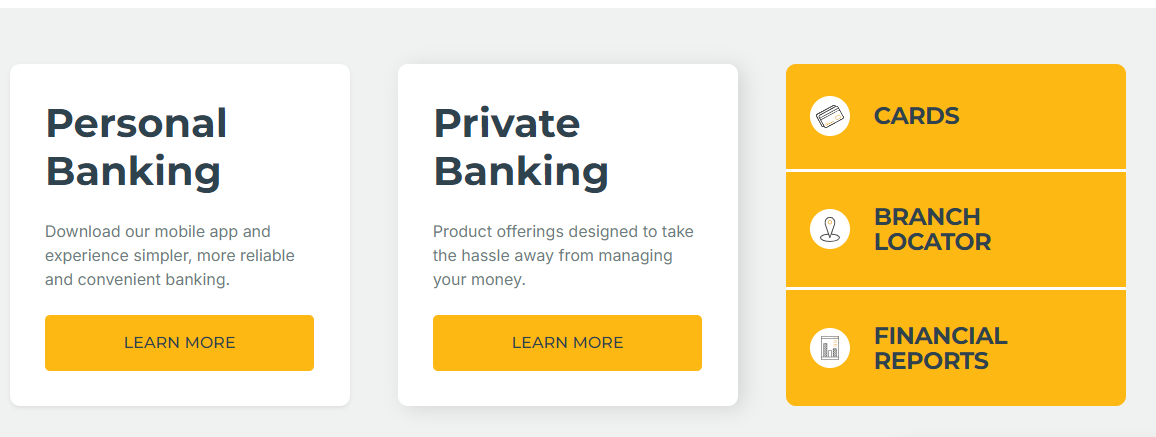 Personal
Banking
Download our mobile app and
experience simpler, more reliable
and convenient banking.
LEARN MORE
Private
Banking
Product offerings designed to take
the hassle away from managing
your money.
LEARN MORE
CARDS
BRANCH
LOCATOR
FINANCIAL
REPORTS